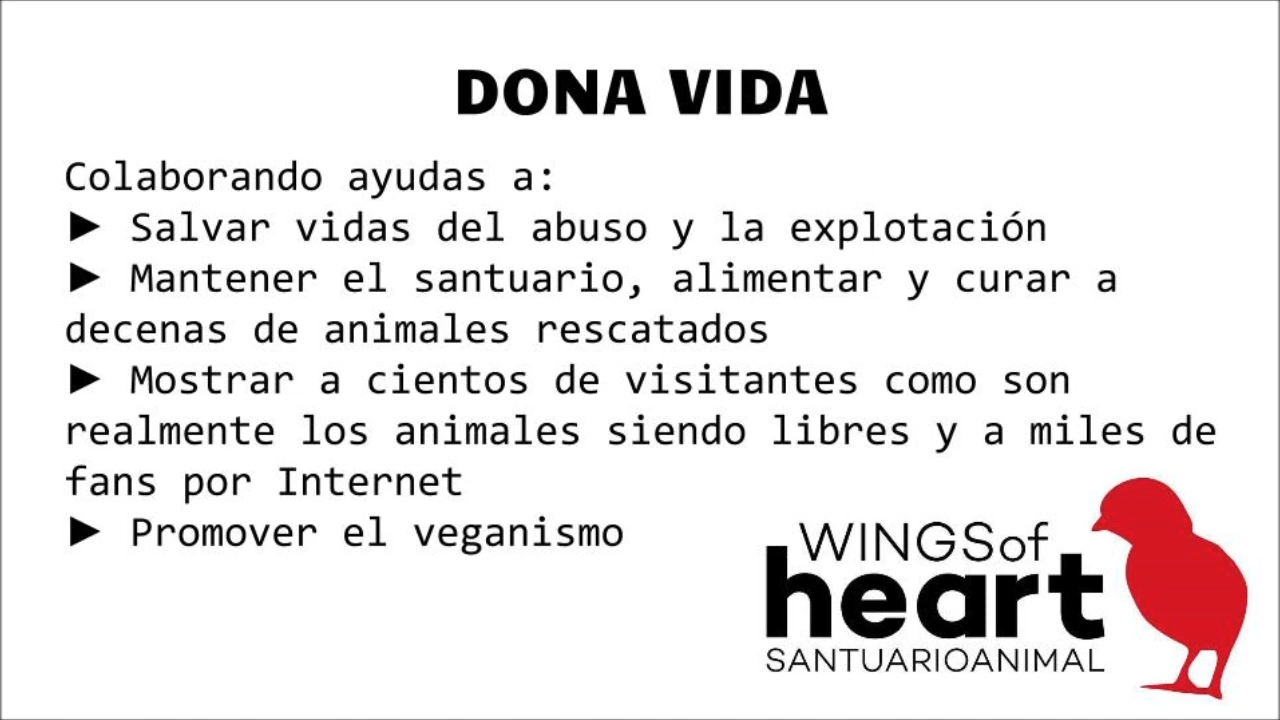 DONA VIDA
Colaborando ayudas a:
► Salvar vidas del abuso y la explotación
► Mantener el santuario, alimentar y curar a
decenas de animales rescatados
► Mostrar a cientos de visitantes como son
realmente los animales siendo libres y a miles de
fans por Internet
► Promover el veganismo
WINGSof
heart
SANTUARIOANIMAL